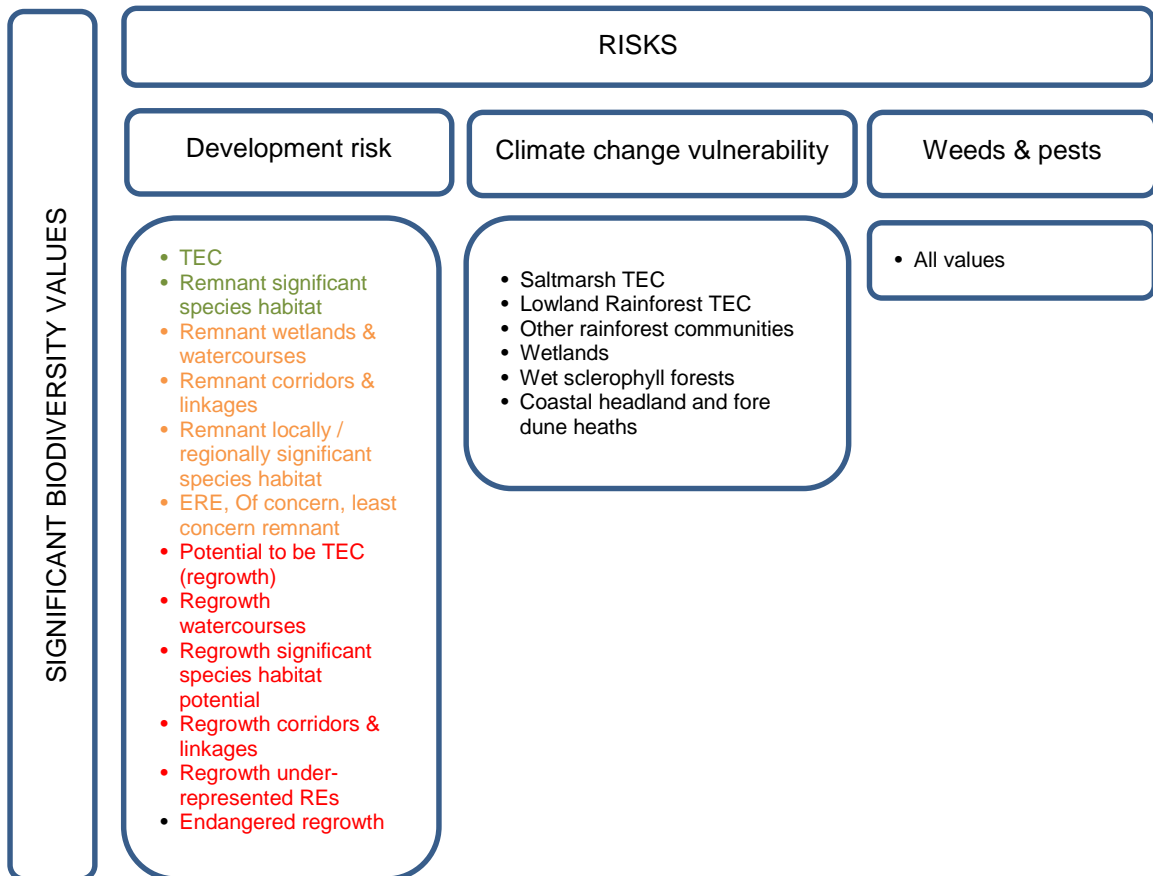 SIGNIFICANT BIODIVERSITY VALUES
RISKS
Development risk
Climate change vulnerability
Weeds & pests
• TEC
• Remnant significant
species habitat
• Remnant wetlands &
watercourses
• Remnant corridors &
linkages
• Remnant locally /
regionally significant
species habitat
• ERE, Of concern, least
concern remnant
• Potential to be TEC
(regrowth)
• Regrowth
watercourses
• Regrowth significant
species habitat
potential
• Regrowth corridors &
linkages
• Regrowth under-
represented REs
• Endangered regrowth
• Saltmarsh TEC
• Lowland Rainforest TEC
• Other rainforest communities
• Wetlands
• Wet sclerophyll forests
• Coastal headland and fore
dune heaths
• All values